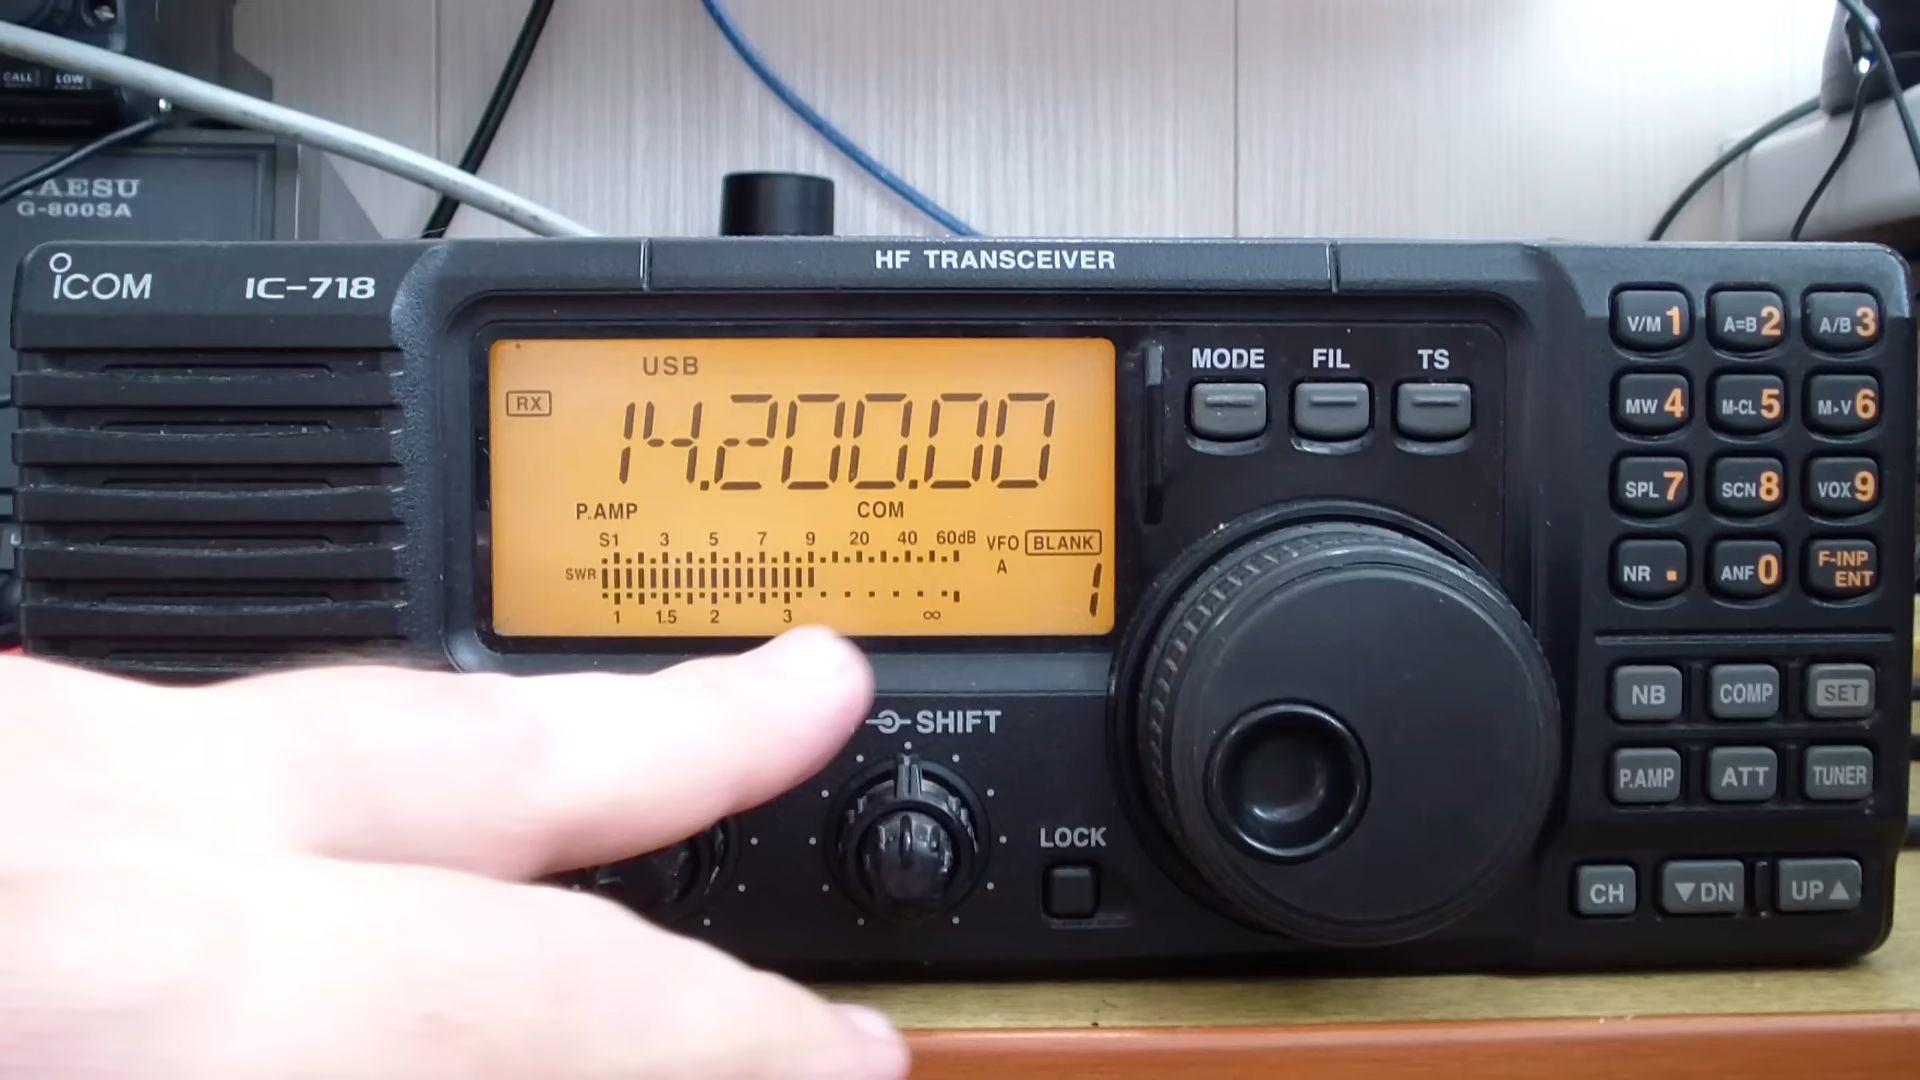 CALL LOW
YAESU
G-800SA
ICOM
IC-718
HF TRANSCEIVER
USB
RX
14.200.00
P.AMP COM
S1 3 5 7 9 20 40 60dB
SWR
1 1.5 2 3 ∞
VFO BLANK
A 1
MODE FIL TS
SHIFT
LOCK
V/M 1 A=B 2 A/B 3
MW 4 M-CL 5 M▸V 6
SPL 7 SCN 8 VOX 9
NR . ANF 0 F-INP ENT
NB COMP SET
P.AMP ATT TUNER
CH ▼DN UP▲